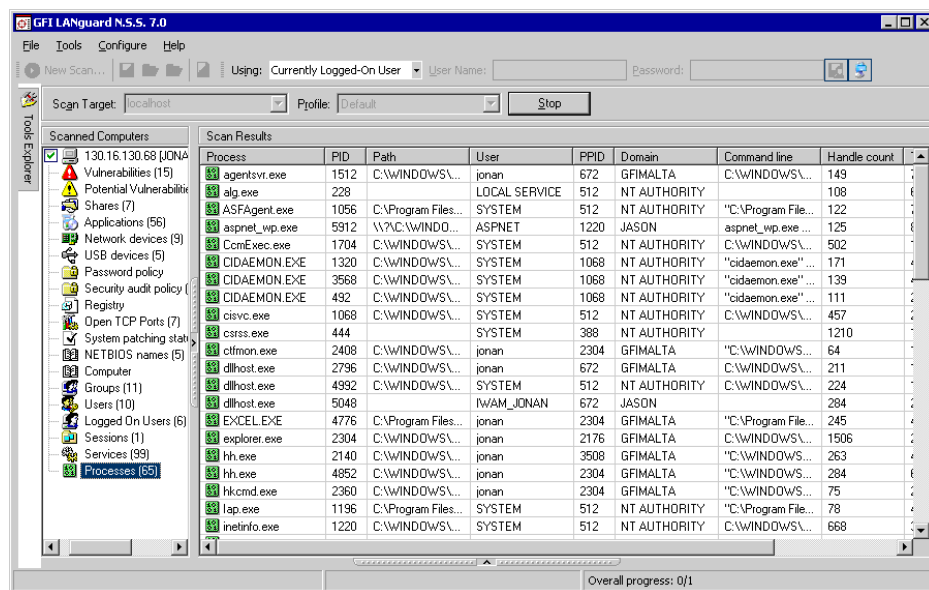 GFI LANguard N.S.S. 7.0
File Tools Configure Help
New Scan... Using: Currently Logged-On User User Name: Password:
Scan Target: localhost Profile: Default Stop
Tools Explorer
Scanned Computers
130.16.130.68 [JONA
Vulnerabilities (15)
Potential Vulnerabilitie
Shares (7)
Applications (56)
Network devices (9)
USB devices (5)
Password policy
Security audit policy (
Registry
Open TCP Ports (7)
System patching statu
NETBIOS names (5)
Computer
Groups (11)
Users (10)
Logged On Users (6)
Sessions (1)
Services (99)
Processes (65)
Scan Results
Process PID Path User PPID Domain Command line Handle count
agentsvr.exe 1512 C:\WINDOWS\... jonan 672 GFIMALTA C:\WINDOWS\... 149
alg.exe 228 LOCAL SERVICE 512 NT AUTHORITY 108
ASFAgent.exe 1056 C:\Program Files... SYSTEM 512 NT AUTHORITY "C:\Program File... 122
aspnet_wp.exe 5912 \\?\C:\WINDO... ASPNET 1220 JASON aspnet_wp.exe ... 125
CcmExec.exe 1704 C:\WINDOWS\... SYSTEM 512 NT AUTHORITY C:\WINDOWS\... 502
CIDAEMON.EXE 1320 C:\WINDOWS\... SYSTEM 1068 NT AUTHORITY "cidaemon.exe" ... 171
CIDAEMON.EXE 3568 C:\WINDOWS\... SYSTEM 1068 NT AUTHORITY "cidaemon.exe" ... 139
CIDAEMON.EXE 492 C:\WINDOWS\... SYSTEM 1068 NT AUTHORITY "cidaemon.exe" ... 111
cisvc.exe 1068 C:\WINDOWS\... SYSTEM 512 NT AUTHORITY C:\WINDOWS\... 457
csrss.exe 444 SYSTEM 388 NT AUTHORITY 1210
ctfmon.exe 2408 C:\WINDOWS\... jonan 2304 GFIMALTA "C:\WINDOWS... 64
dllhost.exe 2796 C:\WINDOWS\... jonan 672 GFIMALTA C:\WINDOWS\... 211
dllhost.exe 4992 C:\WINDOWS\... SYSTEM 512 NT AUTHORITY C:\WINDOWS\... 224
dllhost.exe 5048 IWAM_JONAN 672 JASON 284
EXCEL.EXE 4776 C:\Program Files... jonan 2304 GFIMALTA "C:\Program File... 245
explorer.exe 2304 C:\WINDOWS\... jonan 2176 GFIMALTA C:\WINDOWS\... 1506
hh.exe 2140 C:\WINDOWS\... jonan 3508 GFIMALTA "C:\WINDOWS... 263
hh.exe 4852 C:\WINDOWS\... jonan 2304 GFIMALTA "C:\WINDOWS... 284
hkcmd.exe 2360 C:\WINDOWS\... jonan 2304 GFIMALTA "C:\WINDOWS... 75
Iap.exe 1196 C:\Program Files... SYSTEM 512 NT AUTHORITY "C:\Program File... 78
inetinfo.exe 1220 C:\WINDOWS\... SYSTEM 512 NT AUTHORITY C:\WINDOWS\... 668
Overall progress: 0/1